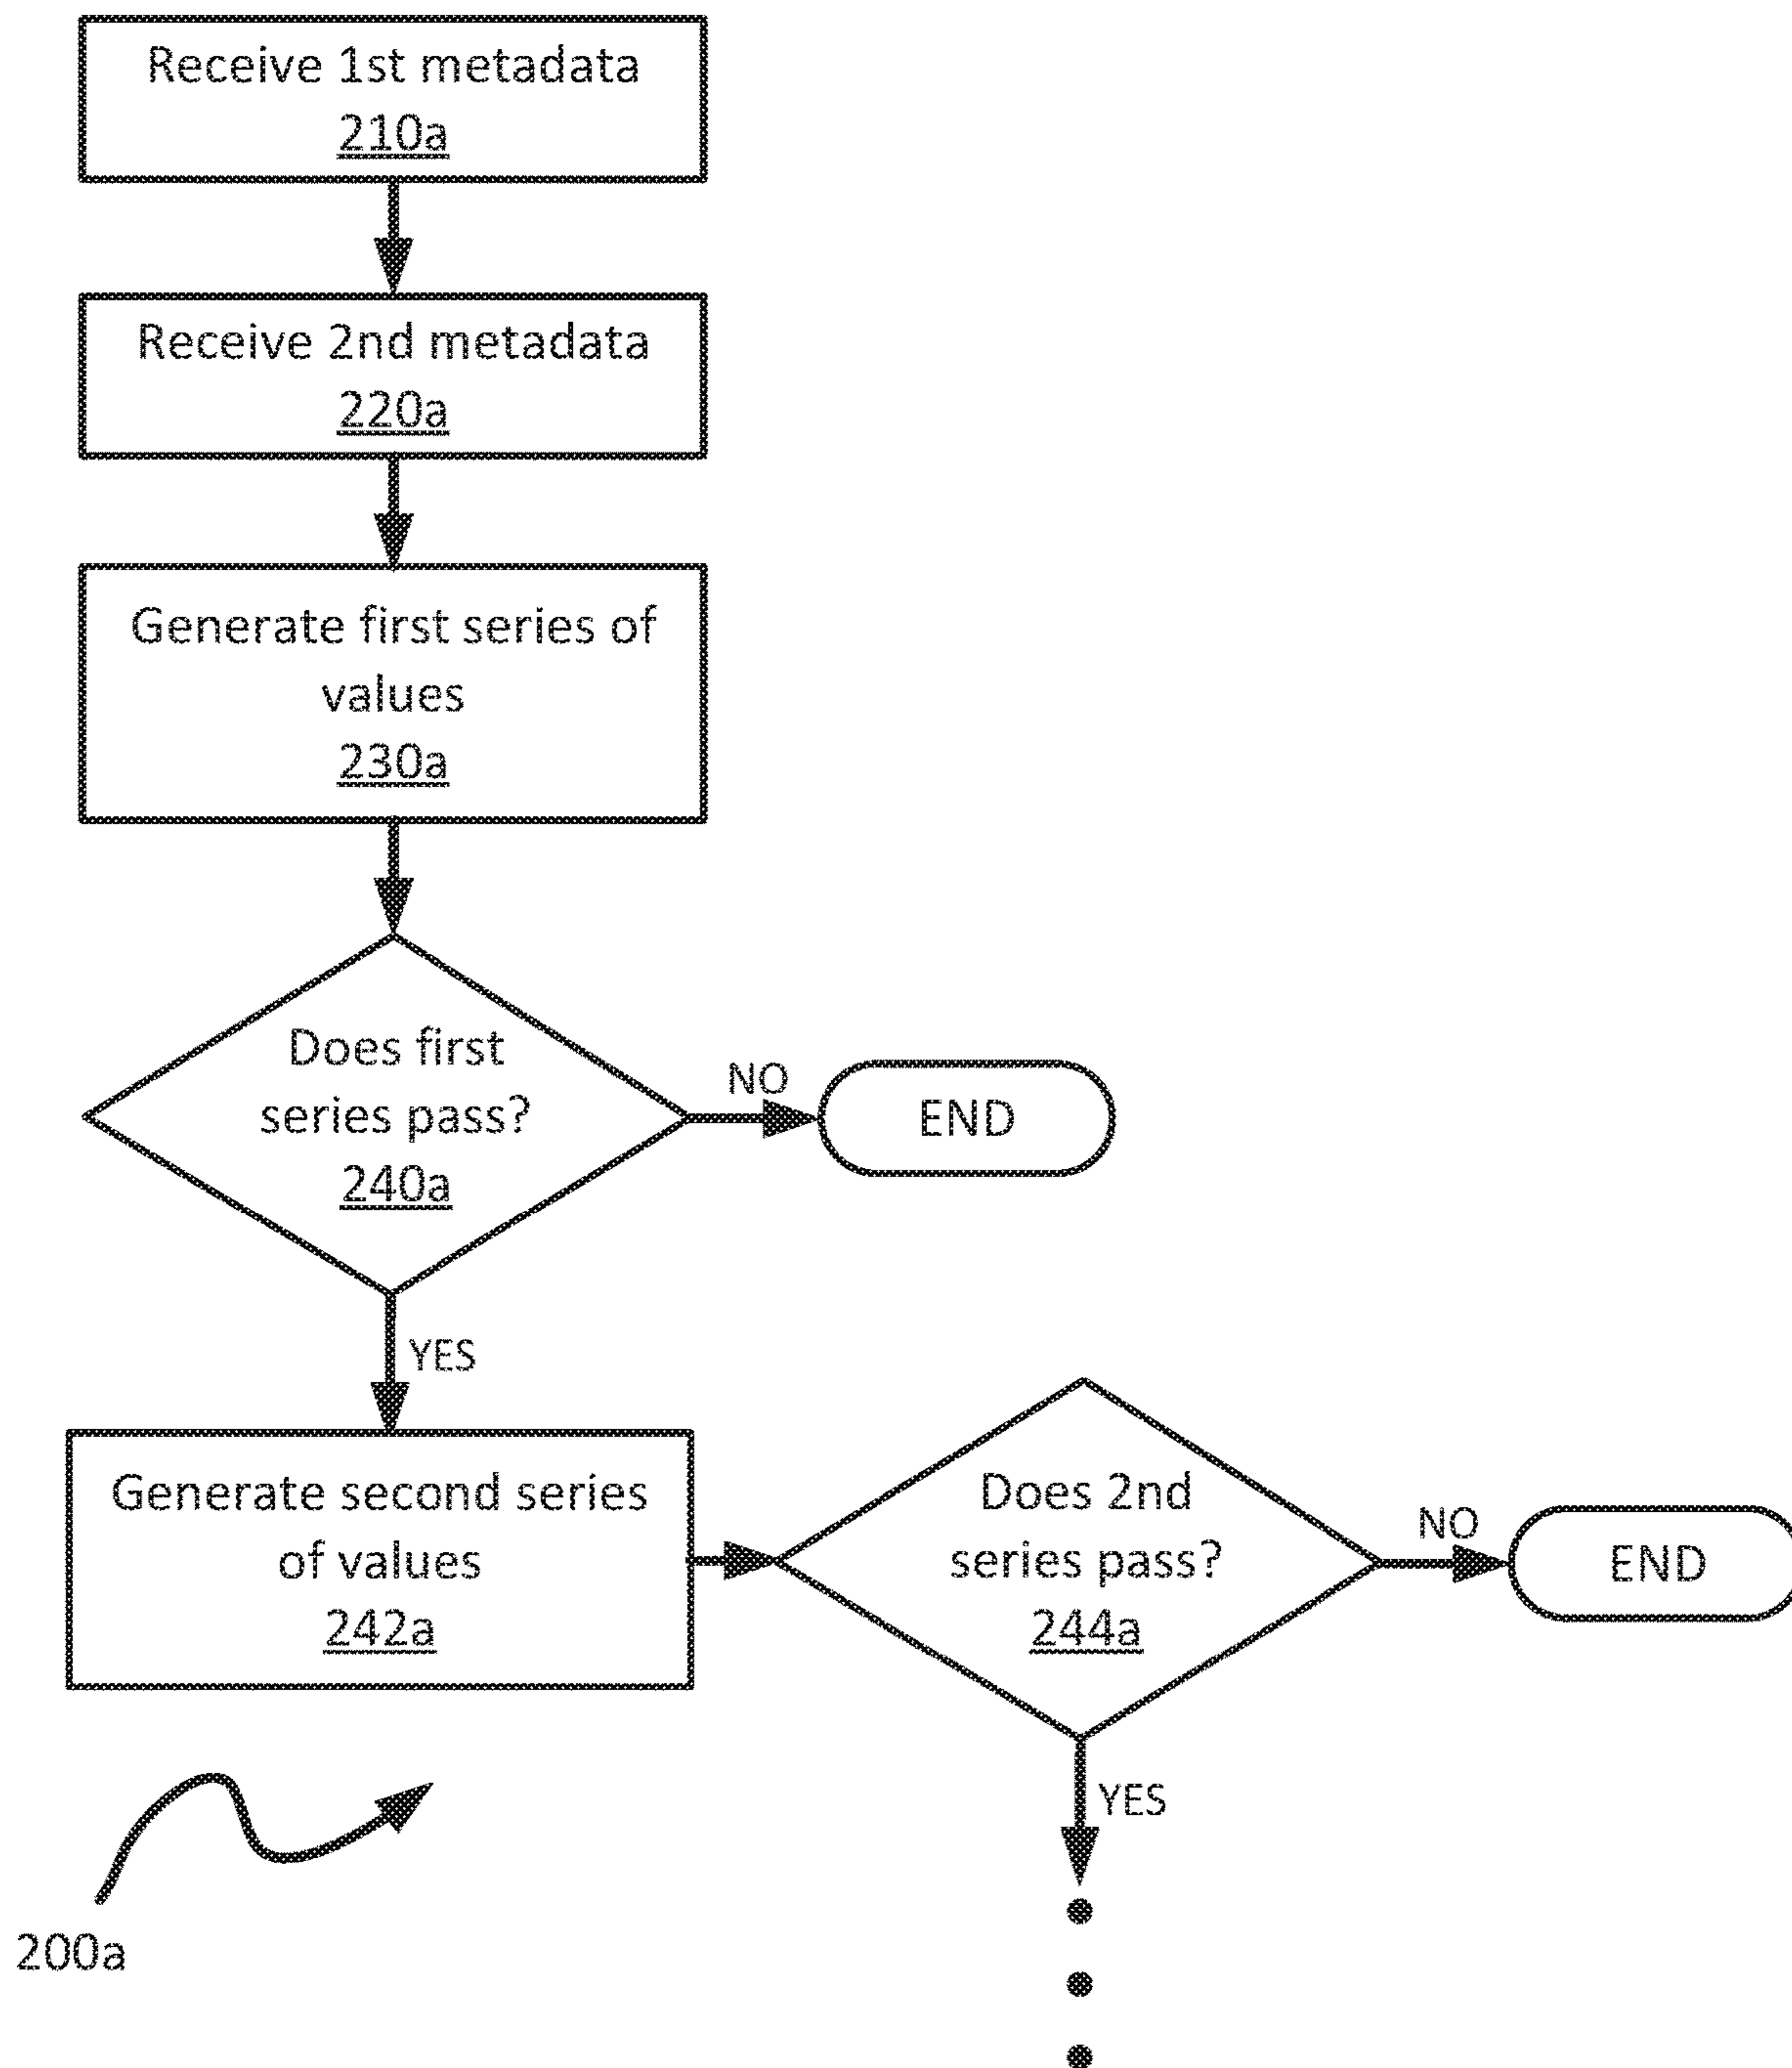 Receive 1st metadata
210a
Receive 2nd metadata
220a
Generate first series of
values
230a
Does first
series pass?
240a
NO
END
YES
Generate second series
of values
242a
Does 2nd
series pass?
244a
NO
END
YES
200a